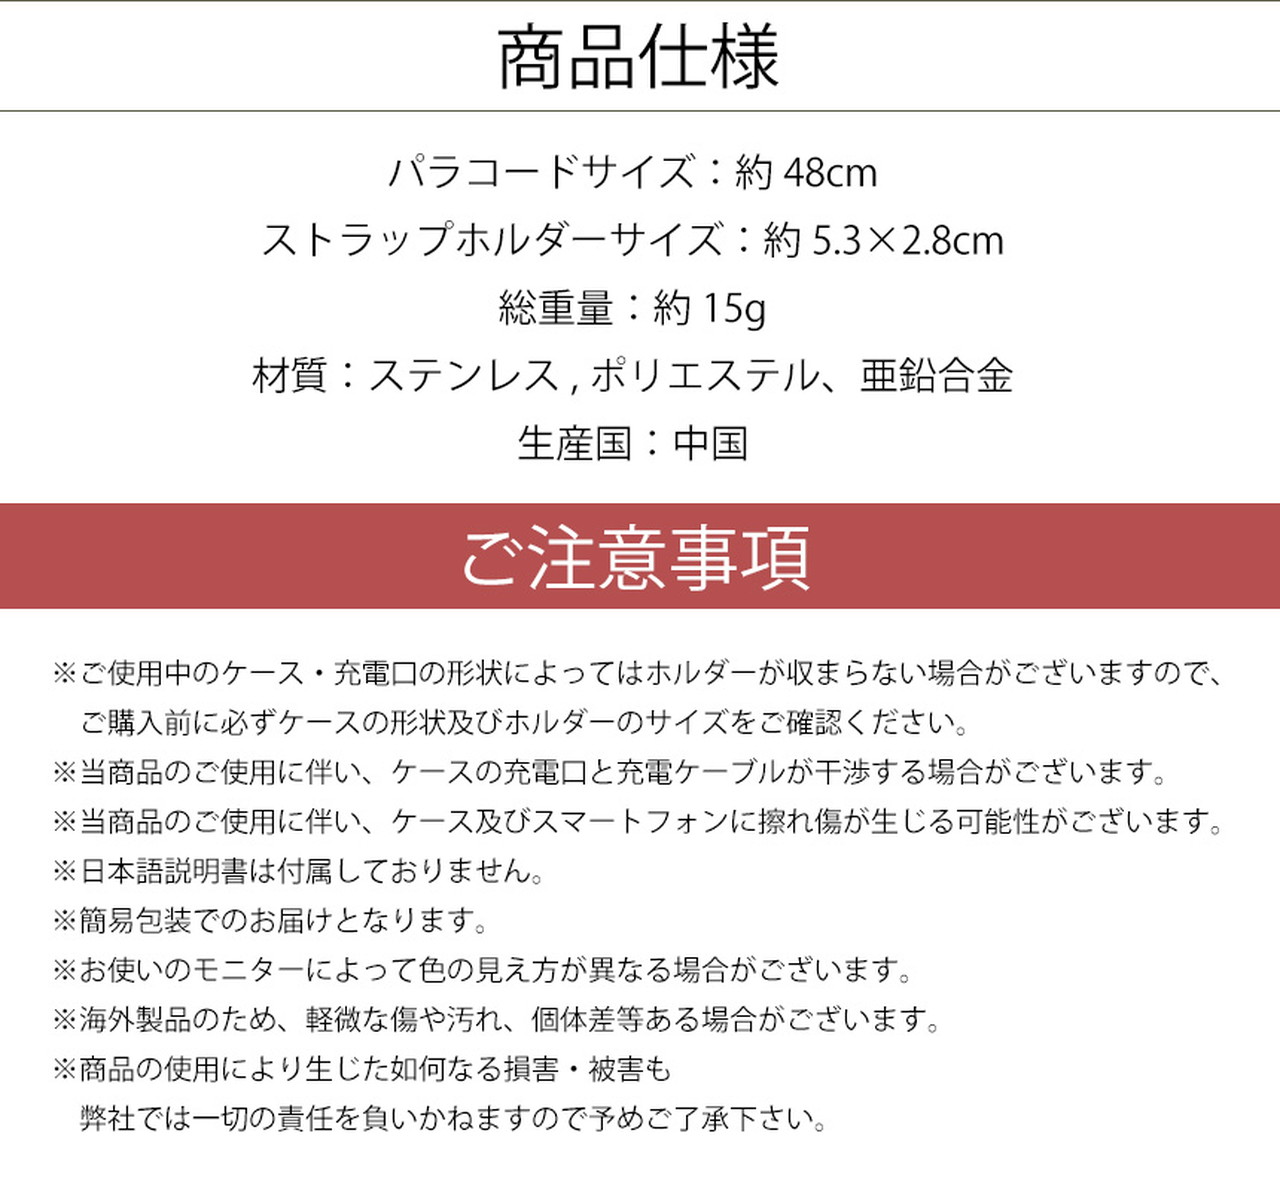 商品仕様
パラコードサイズ：約 48cm
ストラップホルダーサイズ：約 5.3×2.8cm
総重量：約 15g
材質：ステンレス , ポリエステル、亜鉛合金
生産国：中国
ご注意事項
※ご使用中のケース・充電口の形状によってはホルダーが収まらない場合がございますので、
ご購入前に必ずケースの形状及びホルダーのサイズをご確認ください。
※当商品のご使用に伴い、ケースの充電口と充電ケーブルが干渉する場合がございます。
※当商品のご使用に伴い、ケース及びスマートフォンに擦れ傷が生じる可能性がございます。
※日本語説明書は付属しておりません。
※簡易包装でのお届けとなります。
※お使いのモニターによって色の見え方が異なる場合がございます。
※海外製品のため、軽微な傷や汚れ、個体差等ある場合がございます。
※商品の使用により生じた如何なる損害・被害も
弊社では一切の責任を負いかねますので予めご了承下さい。